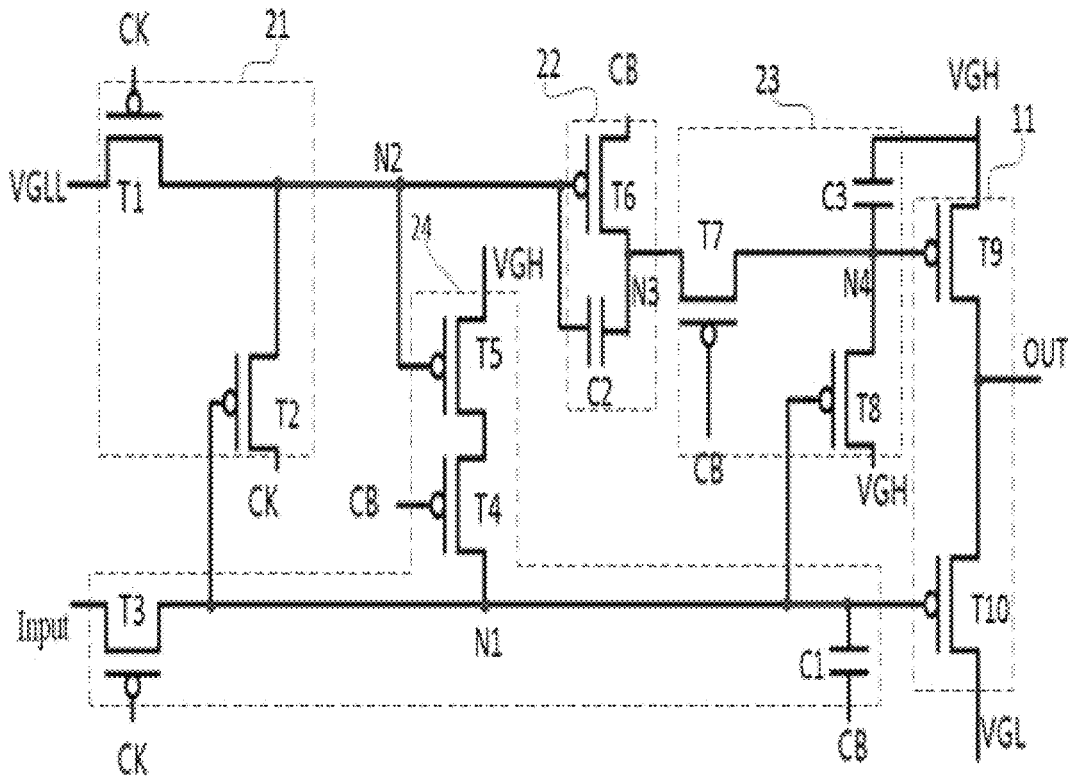 CK
21
22
CB
23
VGH
11
N2
VGLL
T1
T6
C3
24
T7
T9
VGH
N3
N4
T5
OUT
C2
T2
T8
CB
CK
CB
T4
VGH
T3
T10
Input
N1
C1
CK
CB
VGL